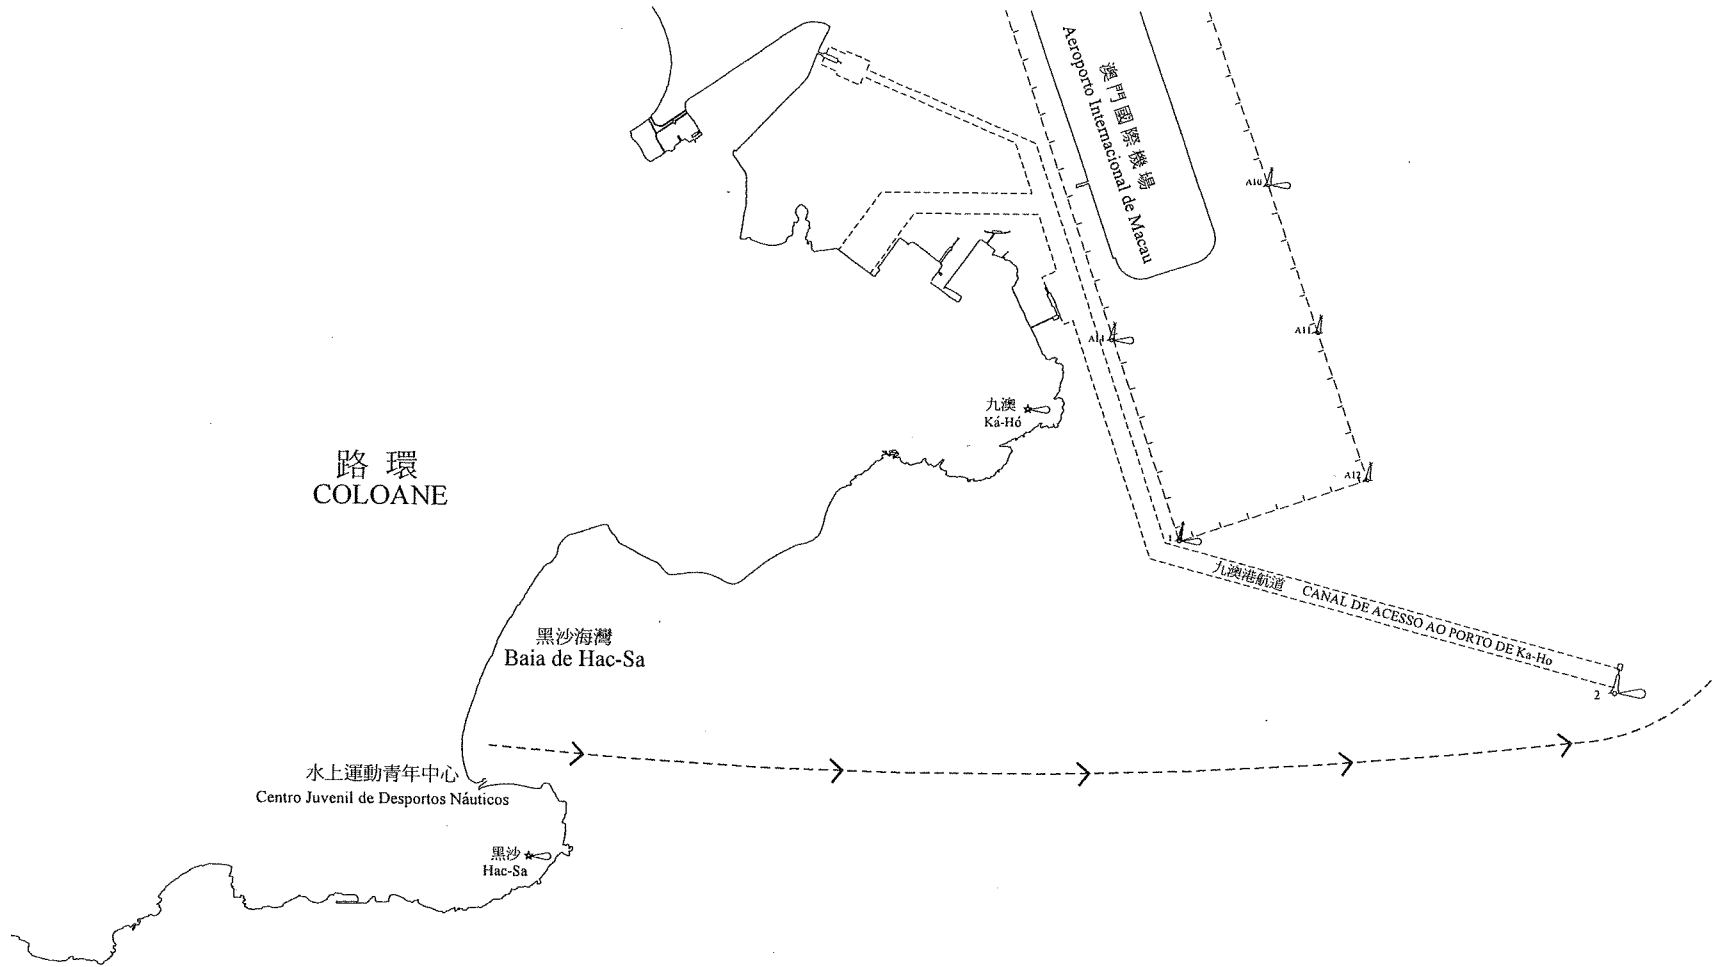 澳門國際機場
Aeroporto Internacional de Macau
A10
A11
A14
九澳
Ká-Hó
路環
COLOANE
A12
1
九澳港航道 CANAL DE ACESSO AO PORTO DE Ka-Ho
黑沙海灣
Baia de Hac-Sa
2
水上運動青年中心
Centro Juvenil de Desportos Náuticos
黑沙
Hac-Sa